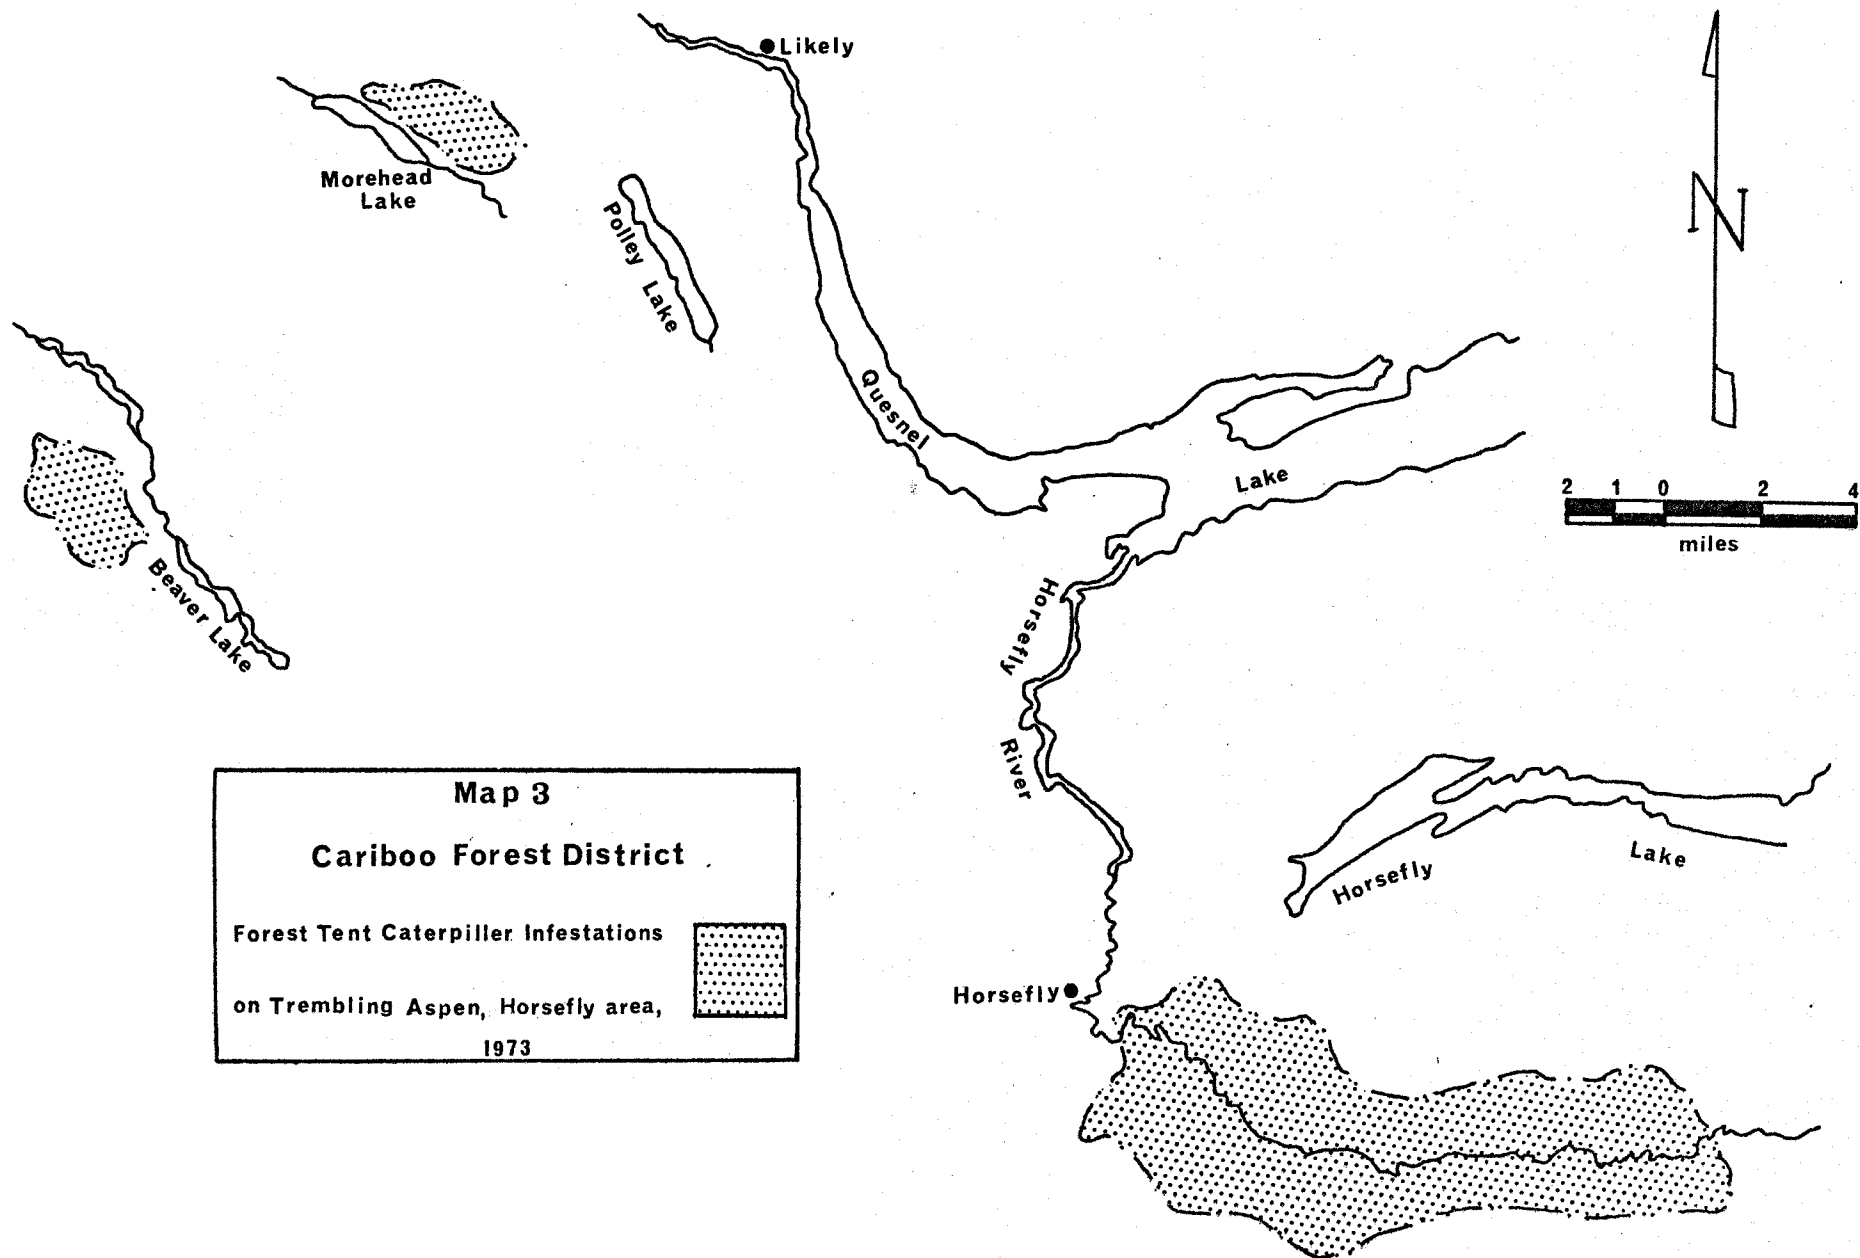 Likely
Morehead
Lake
Polley Lake
N
Quesnel
Lake
2 1 0 2 4
miles
Beaver Lake
Horsefly
River
Map 3
Cariboo Forest District
Forest Tent Caterpiller Infestations
on Trembling Aspen, Horsefly area,
1973
Horsefly
Lake
Horsefly